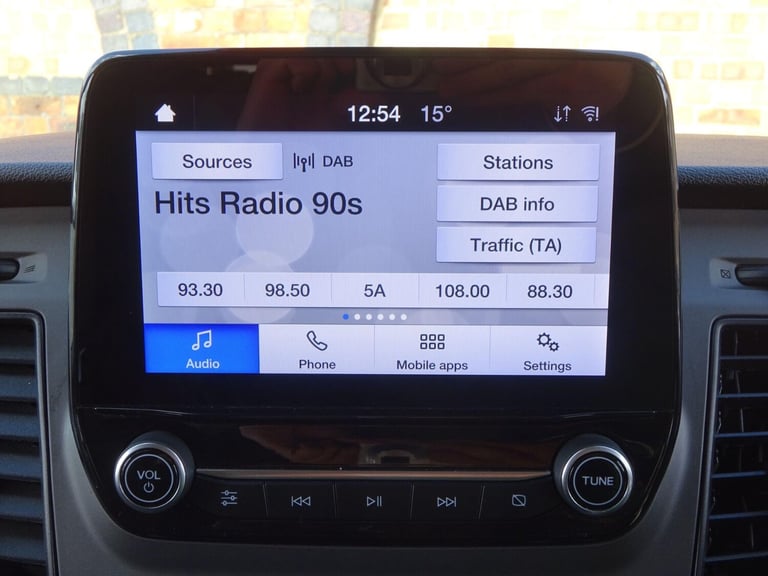 12:54 15°
Sources DAB Stations
Hits Radio 90s DAB info
Traffic (TA)
93.30 98.50 5A 108.00 88.30
Audio Phone Mobile apps Settings
VOL TUNE